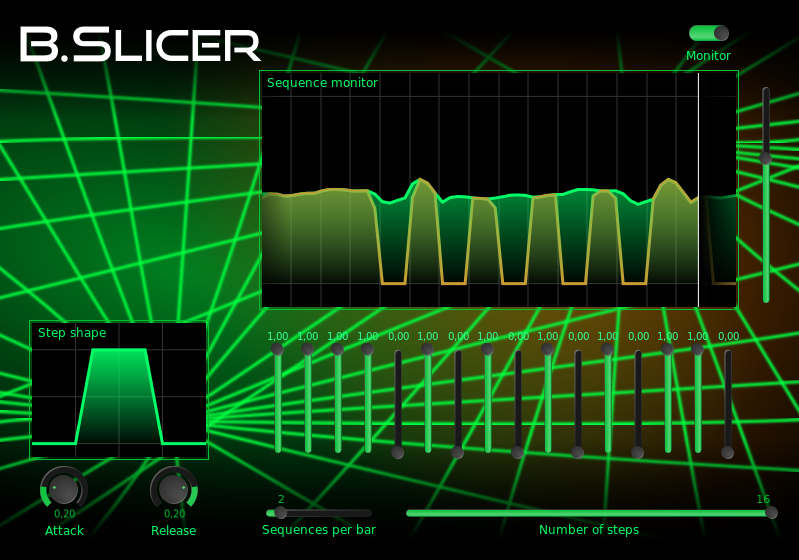 B.SLICER
Monitor
Sequence monitor
Step shape
1,00 1,00 1,00 1,00 0,00 1,00 0,00 1,00 0,00 1,00 0,00 1,00 0,00 1,00 1,00 0,00
0,20 0,20
Attack Release
2 16
Sequences per bar Number of steps